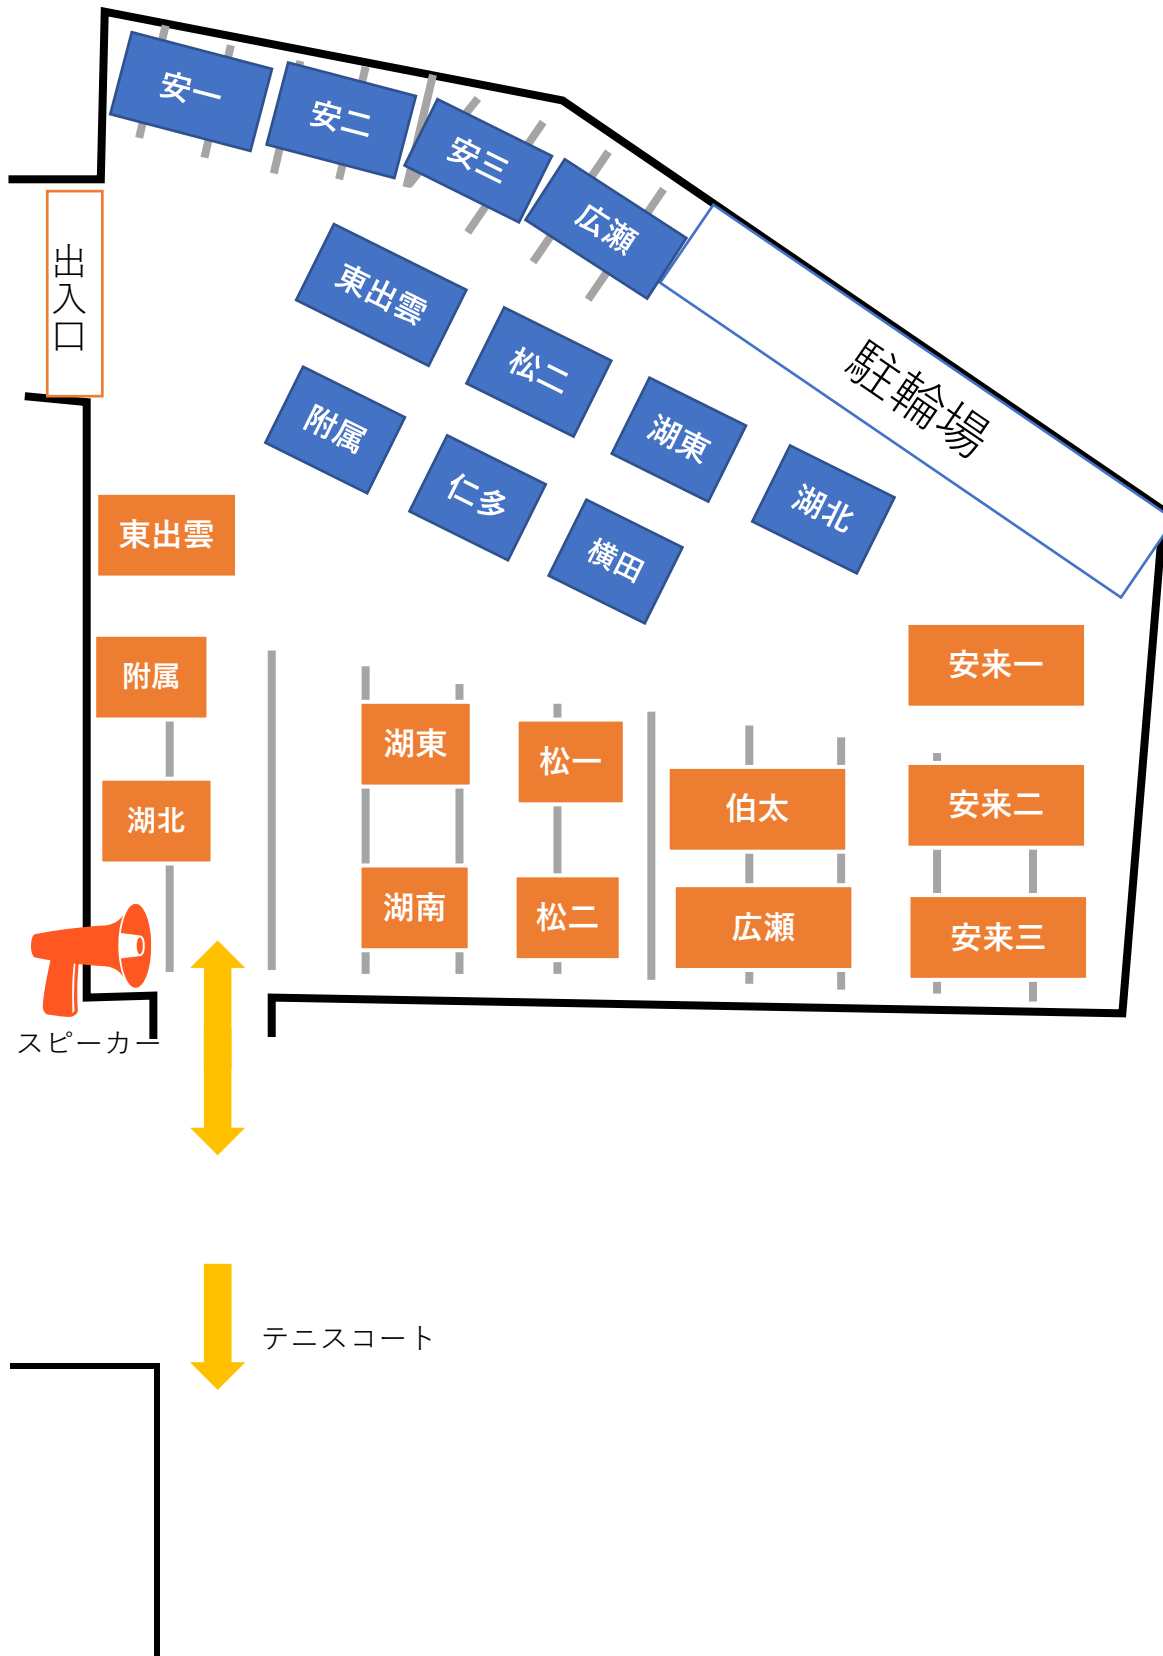 安一
安二
安三
広瀬
出入口
東出雲
松二
駐輪場
附属
湖東
仁多
湖北
横田
東出雲
安来一
附属
湖東
松一
安来二
伯太
湖北
湖南
松二
広瀬
安来三
スピーカー
テニスコート